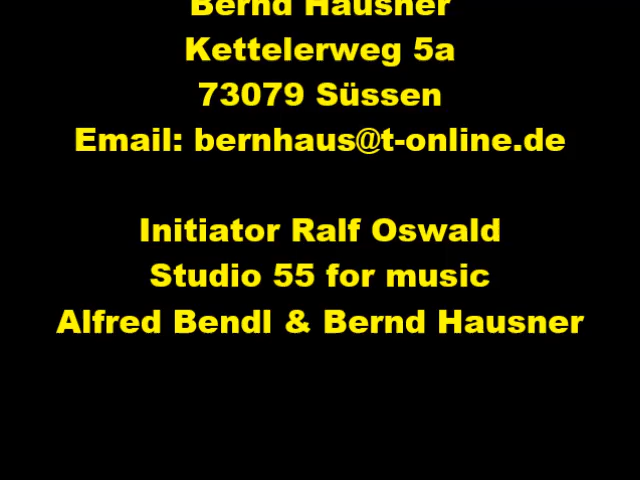 Bernd Hausner
Kettelerweg 5a
73079 Süssen
Email: bernhaus@t-online.de
Initiator Ralf Oswald
Studio 55 for music
Alfred Bendl & Bernd Hausner